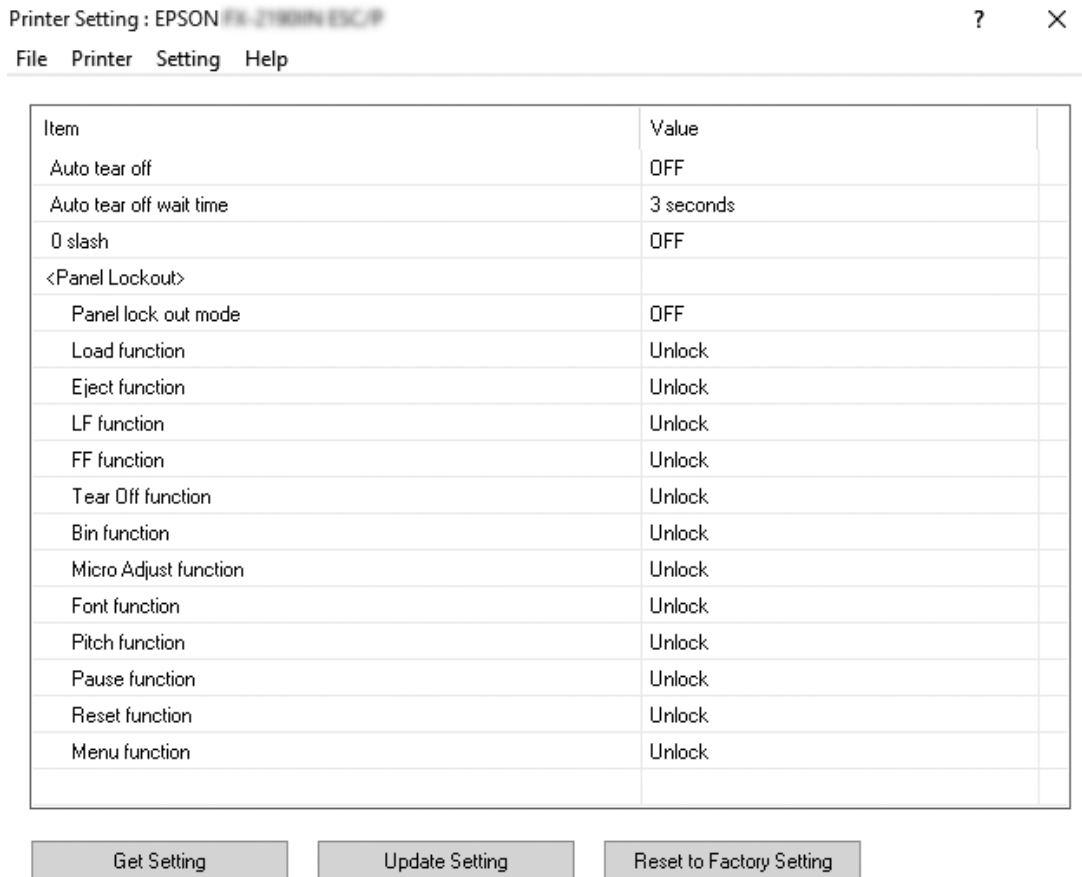 Printer Setting : EPSON
? ×
File Printer Setting Help
Item Value
Auto tear off OFF
Auto tear off wait time 3 seconds
0 slash OFF
<Panel Lockout>
Panel lock out mode OFF
Load function Unlock
Eject function Unlock
LF function Unlock
FF function Unlock
Tear Off function Unlock
Bin function Unlock
Micro Adjust function Unlock
Font function Unlock
Pitch function Unlock
Pause function Unlock
Reset function Unlock
Menu function Unlock
Get Setting Update Setting Reset to Factory Setting